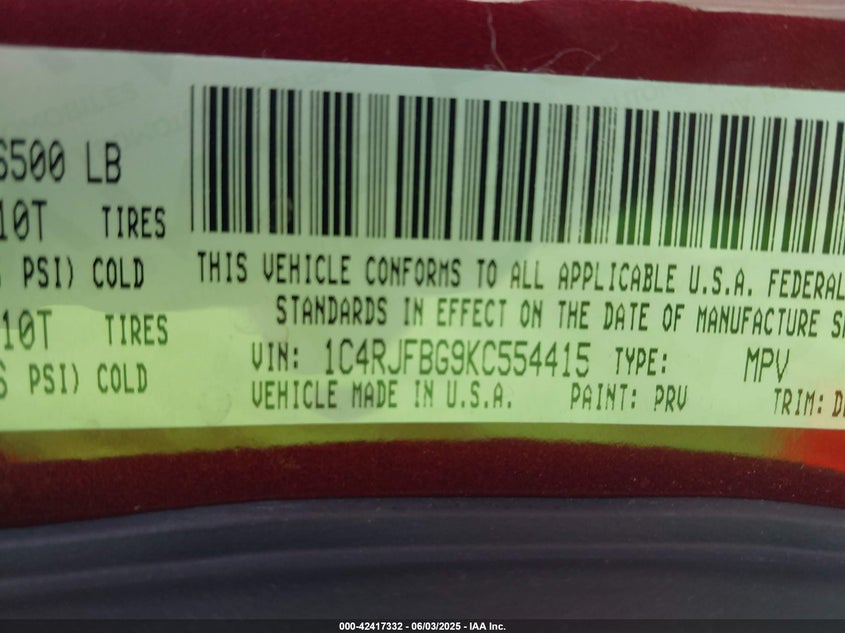 6500 LB
10T TIRES
PSI) COLD
10T TIRES
PSI) COLD
THIS VEHICLE CONFORMS TO ALL APPLICABLE U.S.A. FEDERAL
STANDARDS IN EFFECT ON THE DATE OF MANUFACTURE
VIN: 1C4RJFBG9KC554415 TYPE: MPV
VEHICLE MADE IN U.S.A. PAINT: PRV TRIM:
000-42417332 - 06/03/2025 - IAA Inc.